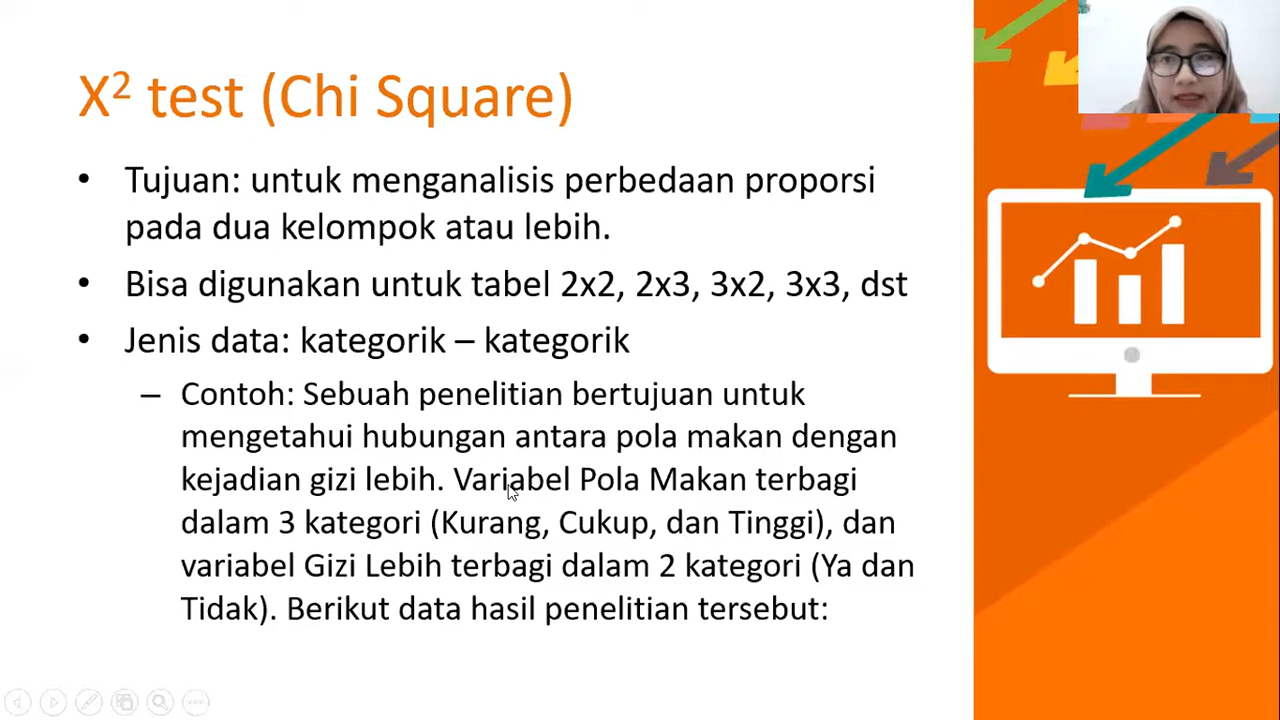 X² test (Chi Square)
• Tujuan: untuk menganalisis perbedaan proporsi
pada dua kelompok atau lebih.
• Bisa digunakan untuk tabel 2x2, 2x3, 3x2, 3x3, dst
• Jenis data: kategorik – kategorik
– Contoh: Sebuah penelitian bertujuan untuk
mengetahui hubungan antara pola makan dengan
kejadian gizi lebih. Variabel Pola Makan terbagi
dalam 3 kategori (Kurang, Cukup, dan Tinggi), dan
variabel Gizi Lebih terbagi dalam 2 kategori (Ya dan
Tidak). Berikut data hasil penelitian tersebut: